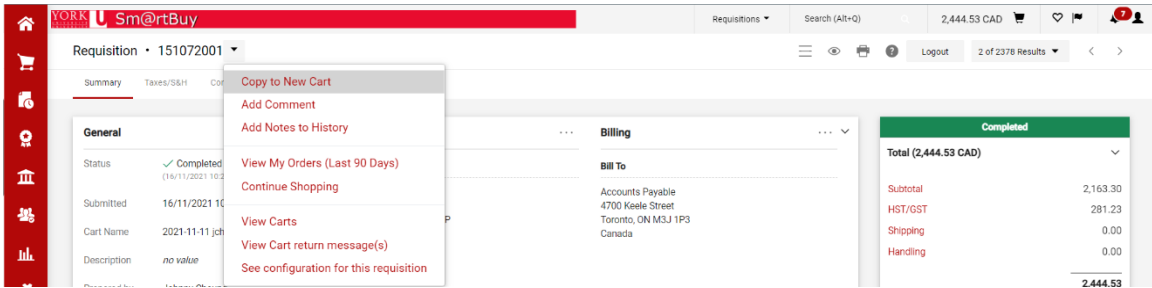 YORK U Sm@rtBuy
Requisitions
Search (Alt+Q)
2,444.53 CAD
7
Requisition • 151072001
Logout
2 of 2378 Results
Summary
Taxes/S&H
Copy to New Cart
Add Comment
Add Notes to History
View My Orders (Last 90 Days)
Continue Shopping
View Carts
View Cart return message(s)
See configuration for this requisition
General
Status
Completed
(16/11/2021 10:2
Submitted
16/11/2021 10
Cart Name
2021-11-11 jch
Description
no value
P
Billing
Bill To
Accounts Payable
4700 Keele Street
Toronto, ON M3J 1P3
Canada
Completed
Total (2,444.53 CAD)
Subtotal 2,163.30
HST/GST 281.23
Shipping 0.00
Handling 0.00
2,444.53